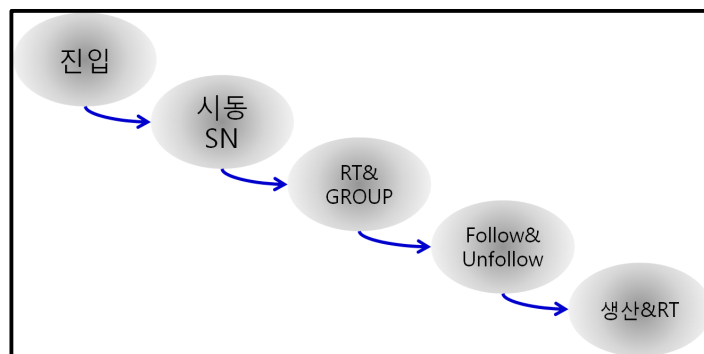 진입
시동
SN
RT&
GROUP
Follow&
Unfollow
생산&RT